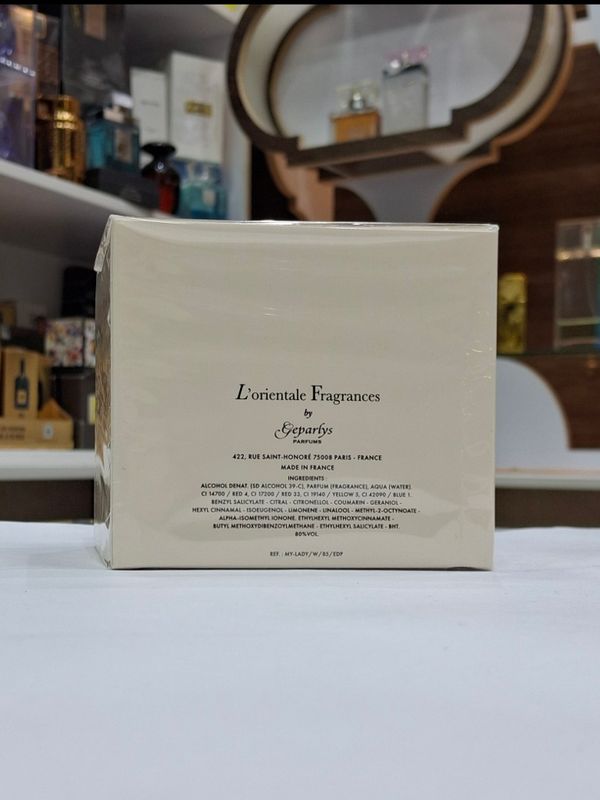 L'orientale Fragrances
by
Geparlys
PARFUMS
422, RUE SAINT-HONORÉ 75008 PARIS - FRANCE
MADE IN FRANCE
INGREDIENTS :
ALCOHOL DENAT. (SD ALCOHOL 39-C), PARFUM (FRAGRANCE), AQUA (WATER)
CI 14700 / RED 4, CI 17200 / RED 33, CI 19140 / YELLOW 5, CI 42090 / BLUE 1.
BENZYL SALICYLATE - CITRAL - CITRONELLOL - COUMARIN - GERANIOL -
HEXYL CINNAMAL - ISOEUGENOL - LIMONENE - LINALOOL - METHYL-2-OCTYNOATE -
ALPHA-ISOMETHYL IONONE. ETHYLHEXYL METHOXYCINNAMATE -
BUTYL METHOXYDIBENZOYLMETHANE - ETHYLHEXYL SALICYLATE - BHT.
80%VOL.
REF. : MY-LADY/W/85/EDP